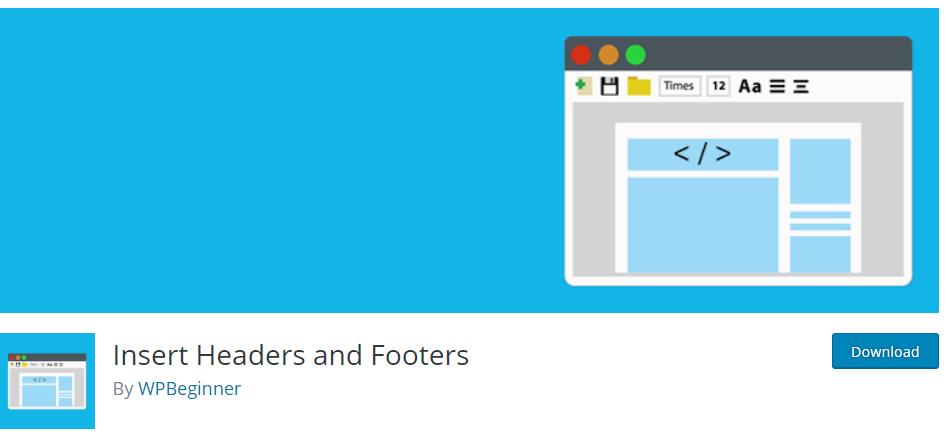 Times 12 Aa
</>
Insert Headers and Footers
Download
By WPBeginner